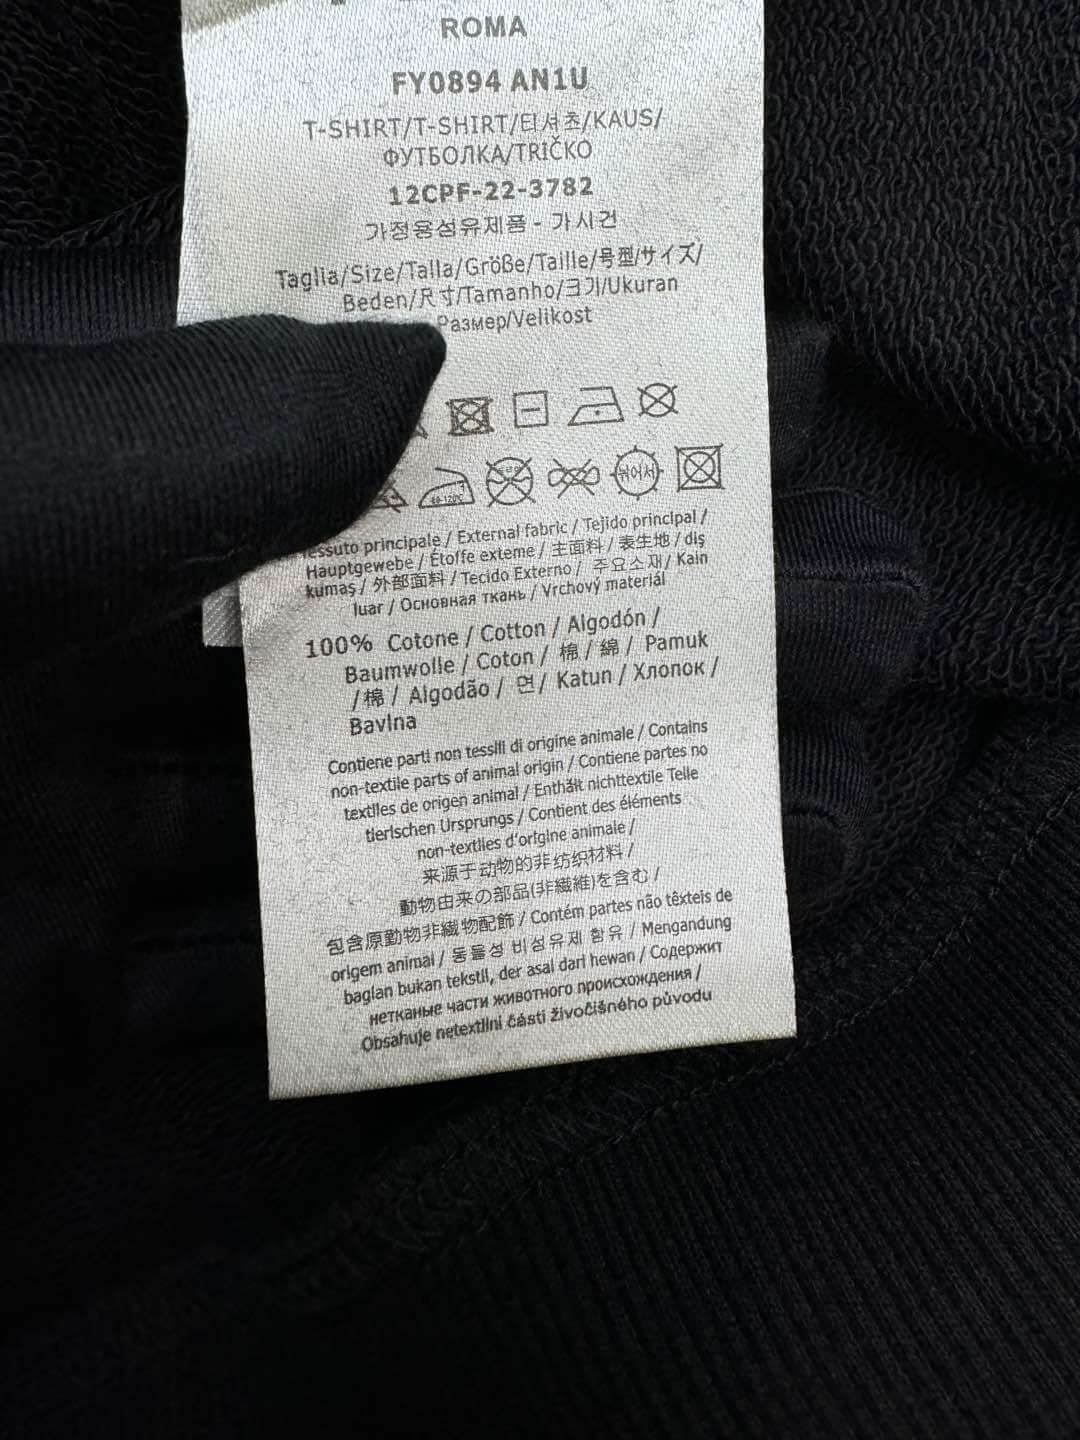 ROMA
FY0894 AN1U
T-SHIRT/T-SHIRT/티셔츠/KAUS/
ФУТБОЛКА/TRIČKO
12CPF-22-3782
가정용섬유제품 - 가시건
Taglia/Size/Talla/Größe/Taille/号型/サイズ/
Beden/尺寸/Tamanho/크기/Ukuran
Размер/Velikost
60-120℃
뉘어서
Tessuto principale / External fabric / Tejido principal /
Hauptgewebe / Étoffe externe / 主面料 / 表生地 / diş
kumaş / 外部面料 / Tecido Externo / 주요소재 / Kain
luar / Основная ткань / Vrchový materiál
100% Cotone / Cotton / Algodón /
Baumwolle / Coton / 棉 / 綿 / Pamuk
/ 棉 / Algodão / 면 / Katun / Хлопок /
Bavlna
Contiene parti non tessili di origine animale / Contains
non-textile parts of animal origin / Contiene partes no
textiles de origen animal / Enthält nichttextile Teile
tierischen Ursprungs / Contient des éléments
non-textiles d'origine animale /
来源于动物的非纺织材料 /
動物由来の部品(非繊維)を含む /
包含原動物非織物配飾 / Contém partes não têxteis de
origem animal / 동물성 비섬유제 함유 / Mengandung
bagian bukan tekstil, der asal dari hewan / Содержит
нетканые части животного происхождения /
Obsahuje netextilní části živočišného původu